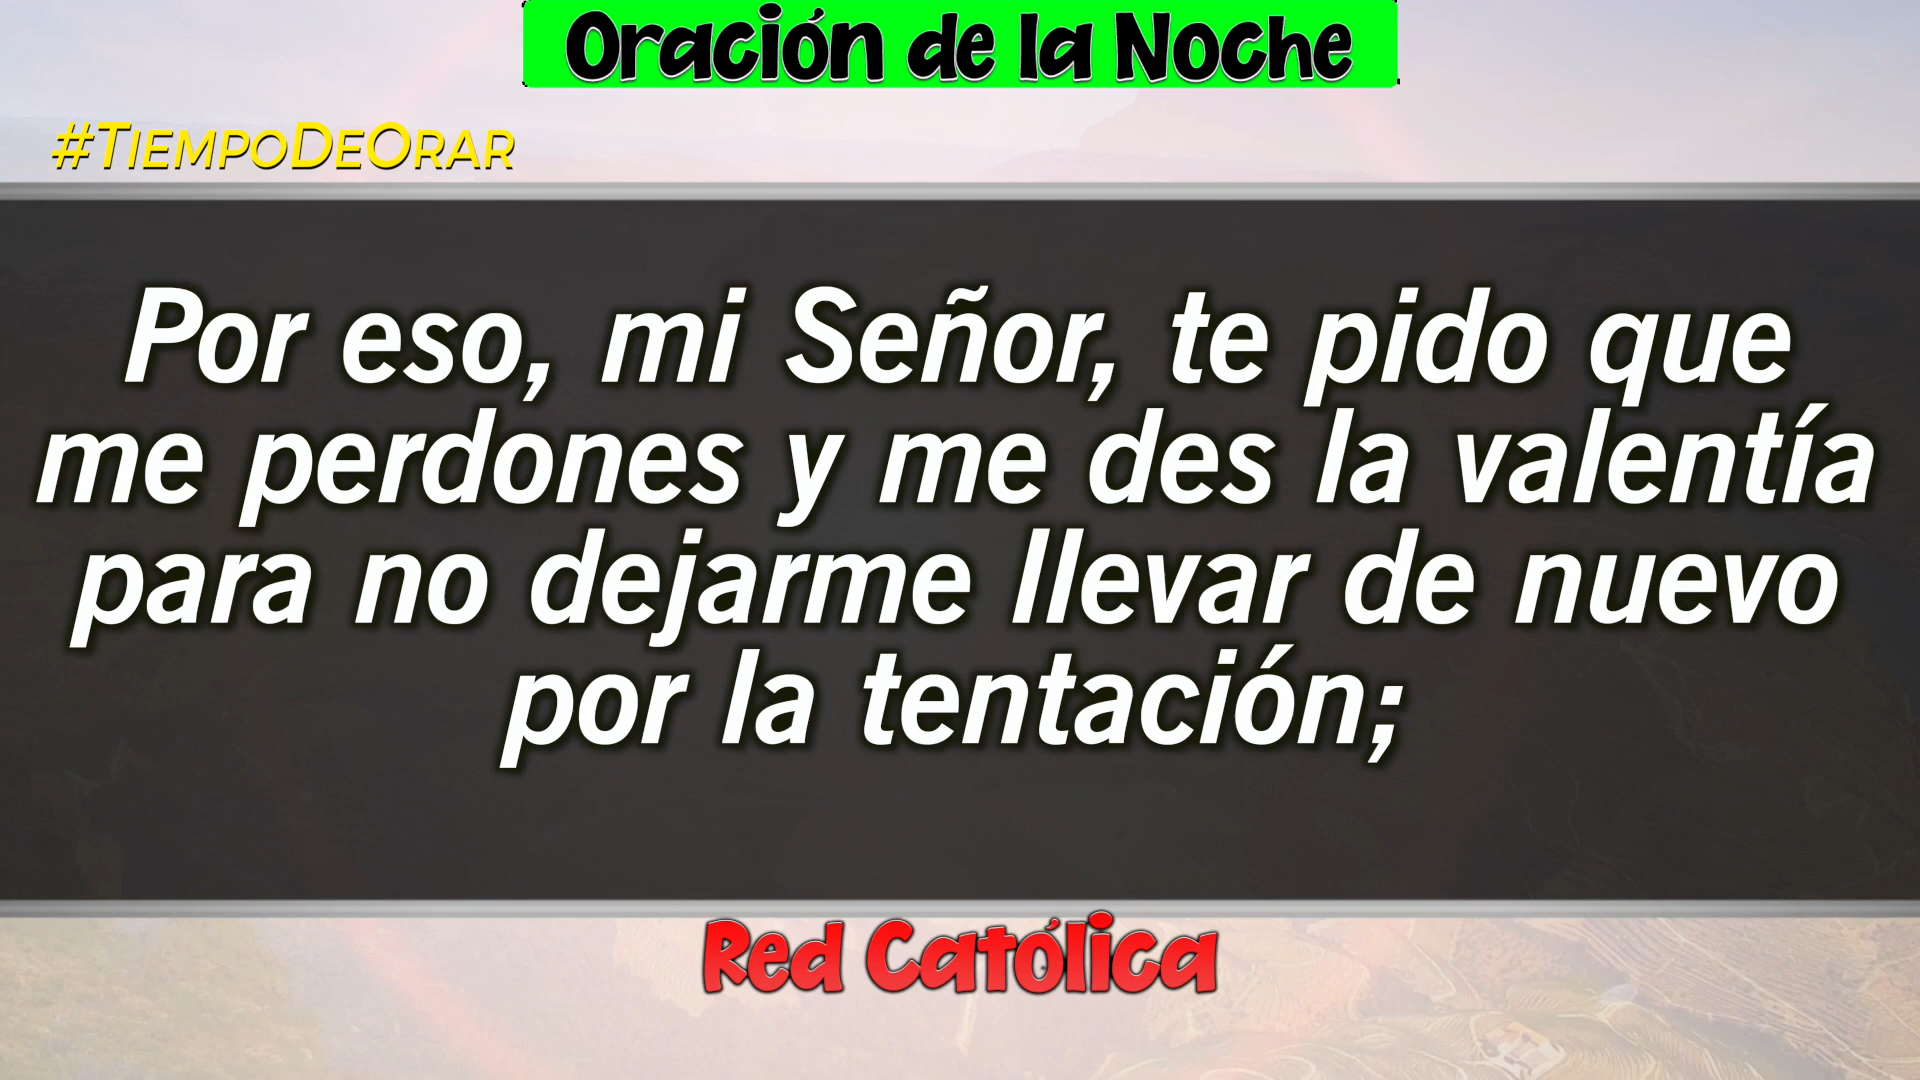 Oración de la Noche
#TiempoDeOrar
Por eso, mi Señor, te pido que
me perdones y me des la valentía
para no dejarme llevar de nuevo
por la tentación;
Red Católica